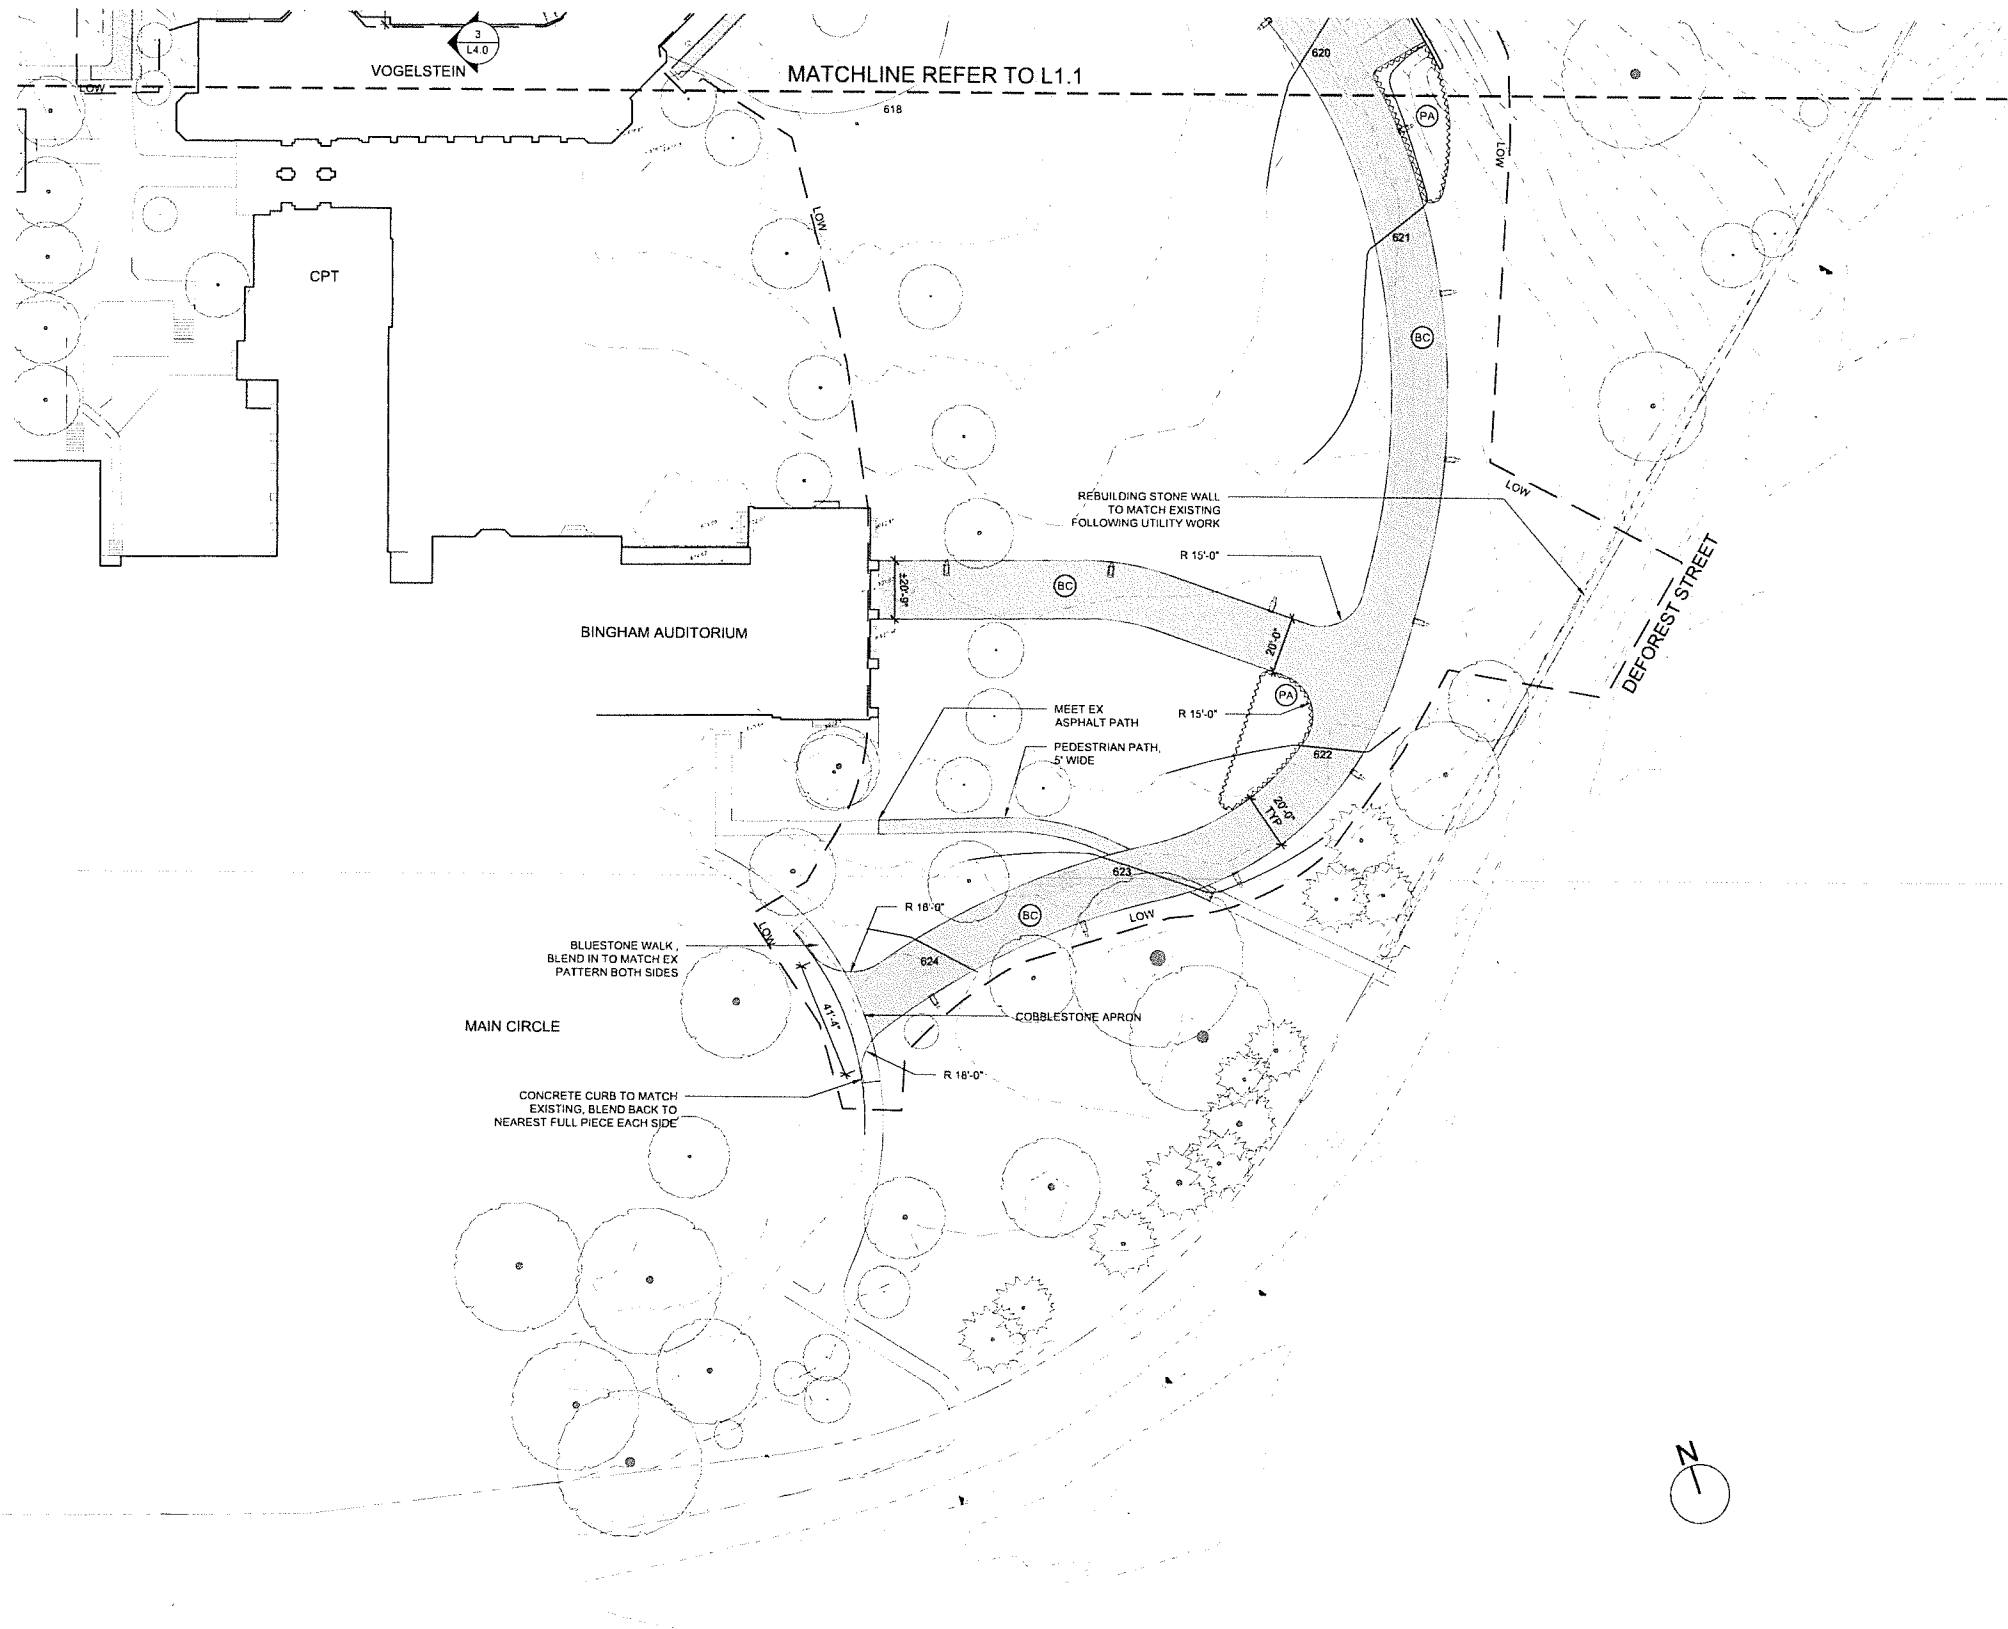 3
L4.0
VOGELSTEIN
MATCHLINE REFER TO L1.1
LOW
618
620
PA
LOW
LOW
621
CPT
BC
REBUILDING STONE WALL
TO MATCH EXISTING
FOLLOWING UTILITY WORK
LOW
R 15'-0"
DEFOREST STREET
±20'-9"
BC
BINGHAM AUDITORIUM
20'-0"
PA
R 15'-0"
MEET EX
ASPHALT PATH
PEDESTRIAN PATH,
5' WIDE
622
20'-0"
TYP
623
R 18'-0"
BC
LOW
LOW
BLUESTONE WALK ,
BLEND IN TO MATCH EX
PATTERN BOTH SIDES
624
41'-4"
MAIN CIRCLE
COBBLESTONE APRON
R 18'-0"
CONCRETE CURB TO MATCH
EXISTING, BLEND BACK TO
NEAREST FULL PIECE EACH SIDE
N